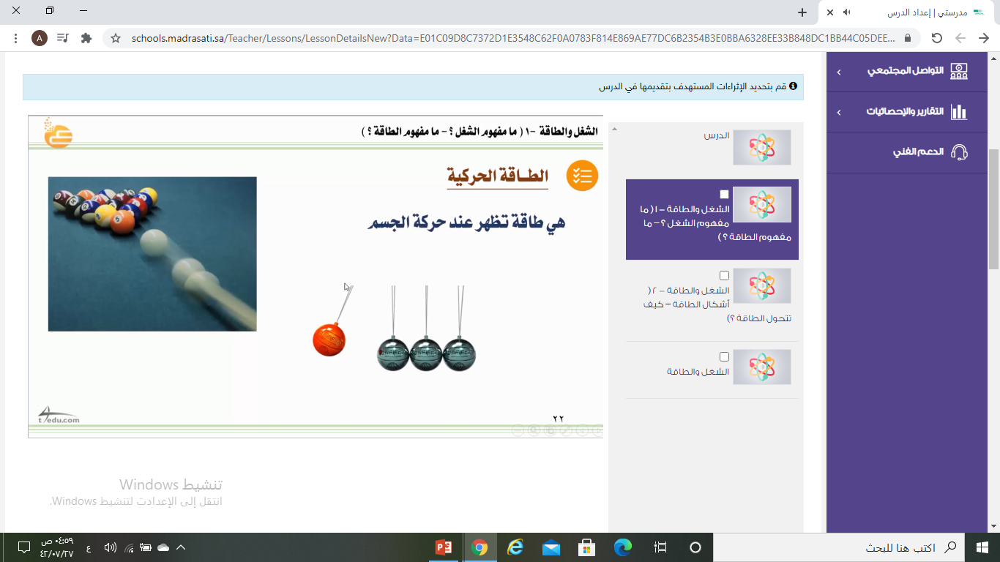 مدرستي | إعداد الدرس
schools.madrasati.sa/Teacher/Lessons/LessonDetailsNew?Data=E01C09D8C7372D1E3548C62F0A0783F814E869AE77DC6B2354B3E0BBA6328EE33B848DC1BB44C05DEE...
A
التواصل المجتمعي
التقارير والإحصائيات
الدعم الفني
قم بتحديد الإثراءات المستهدف بتقديمها في الدرس
الدرس
الشغل والطاقة – ١( ما
مفهوم الشغل ؟ – ما
مفهوم الطاقة ؟ )
الشغل والطاقة – ٢(
أشكال الطاقة – كيف
تتحول الطاقة ؟)
الشغل والطاقة
الشغل والطاقة -١ ( ما مفهوم الشغل ؟ - ما مفهوم الطاقة ؟ )
الطـاقة الحركية
هي طاقة تظهر عند حركة الجسم
t4edu.com
٢٢
تنشيط Windows
انتقل إلى الإعدادت لتنشيط Windows.
اكتب هنا للبحث
ع
٠٤:٥٩ ص
٤٢/٠٧/٢٧